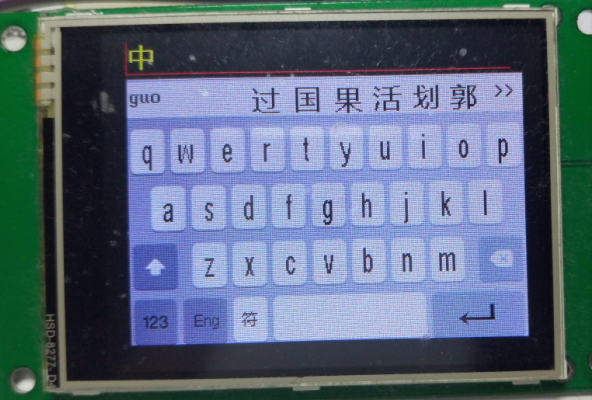 中
guo 过 国 果 活 划 郭 >>
q w e r t y u i o p
a s d f g h j k l
z x c v b n m
123 Eng 符